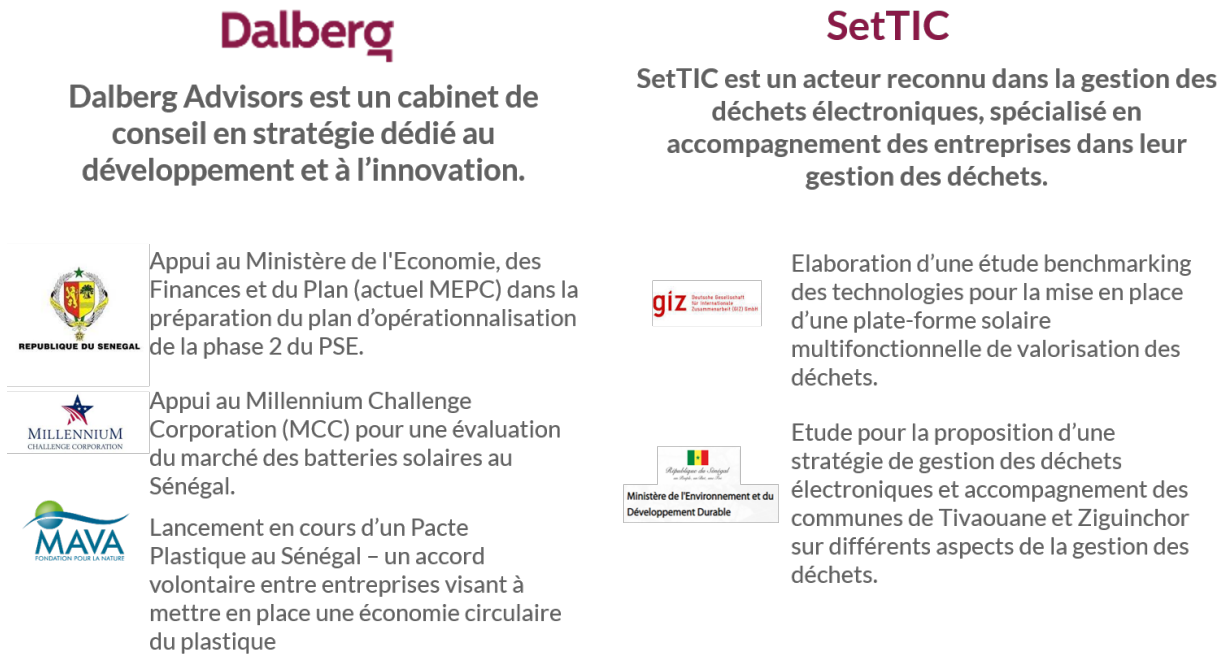 Dalberg
Dalberg Advisors est un cabinet de
conseil en stratégie dédié au
développement et à l’innovation.
REPUBLIQUE DU SENEGAL
Appui au Ministère de l'Economie, des
Finances et du Plan (actuel MEPC) dans la
préparation du plan d’opérationnalisation
de la phase 2 du PSE.
MILLENNIUM
CHALLENGE CORPORATION
Appui au Millennium Challenge
Corporation (MCC) pour une évaluation
du marché des batteries solaires au
Sénégal.
MAVA
FONDATION POUR LA NATURE
Lancement en cours d’un Pacte
Plastique au Sénégal – un accord
volontaire entre entreprises visant à
mettre en place une économie circulaire
du plastique
SetTIC
SetTIC est un acteur reconnu dans la gestion des
déchets électroniques, spécialisé en
accompagnement des entreprises dans leur
gestion des déchets.
giz
Deutsche Gesellschaft
für Internationale
Zusammenarbeit (GIZ) GmbH
Elaboration d’une étude benchmarking
des technologies pour la mise en place
d’une plate-forme solaire
multifonctionnelle de valorisation des
déchets.
République du Sénégal
Ministère de l'Environnement et du
Développement Durable
Etude pour la proposition d’une
stratégie de gestion des déchets
électroniques et accompagnement des
communes de Tivaouane et Ziguinchor
sur différents aspects de la gestion des
déchets.